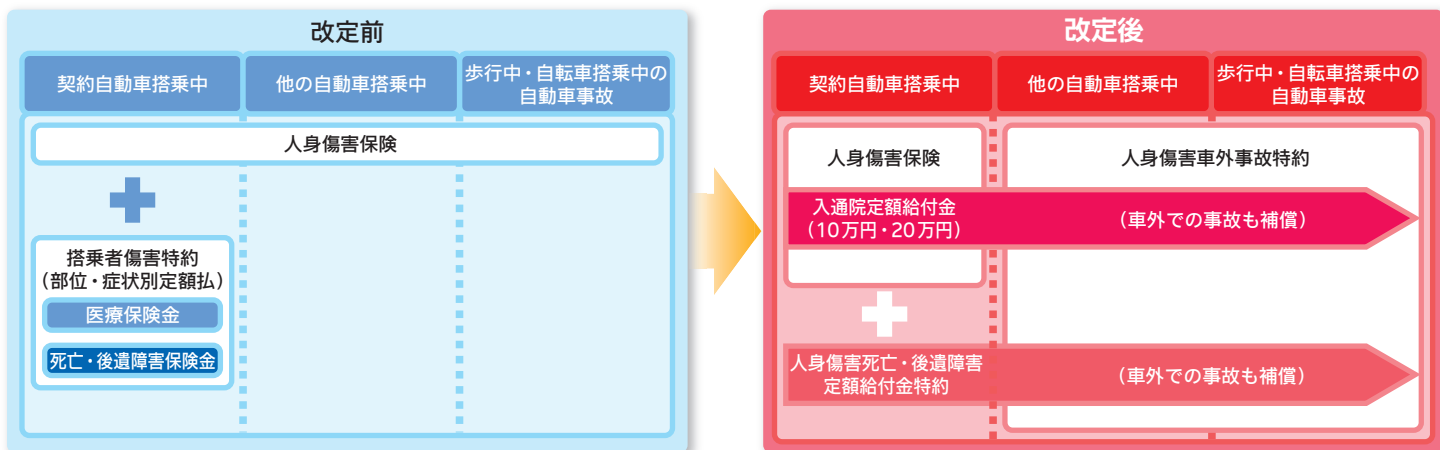 改定前
契約自動車搭乗中
他の自動車搭乗中
歩行中・自転車搭乗中の
自動車事故
人身傷害保険
搭乗者傷害特約
（部位・症状別定額払）
医療保険金
死亡・後遺障害保険金
改定後
契約自動車搭乗中
他の自動車搭乗中
歩行中・自転車搭乗中の
自動車事故
人身傷害保険
人身傷害車外事故特約
入通院定額給付金
（10万円・20万円）
（車外での事故も補償）
人身傷害死亡・後遺障害
定額給付金特約
（車外での事故も補償）